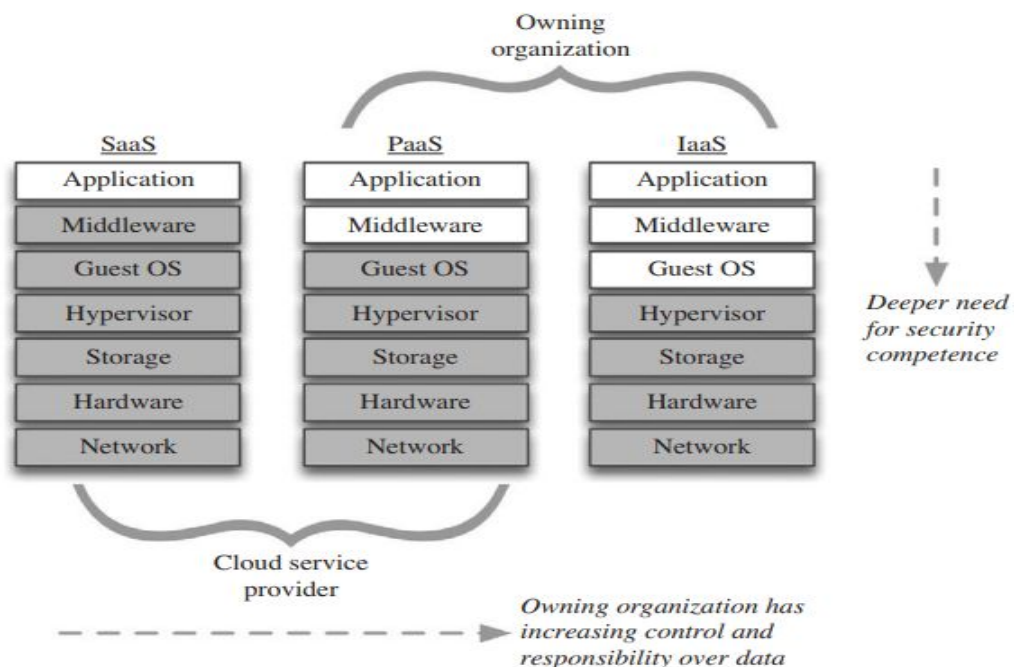 Owning
organization
SaaS
PaaS
IaaS
Application
Application
Application
Middleware
Middleware
Middleware
Guest OS
Guest OS
Guest OS
Hypervisor
Hypervisor
Hypervisor
Storage
Storage
Storage
Hardware
Hardware
Hardware
Network
Network
Network
Deeper need
for security
competence
Cloud service
provider
Owning organization has
increasing control and
responsibility over data